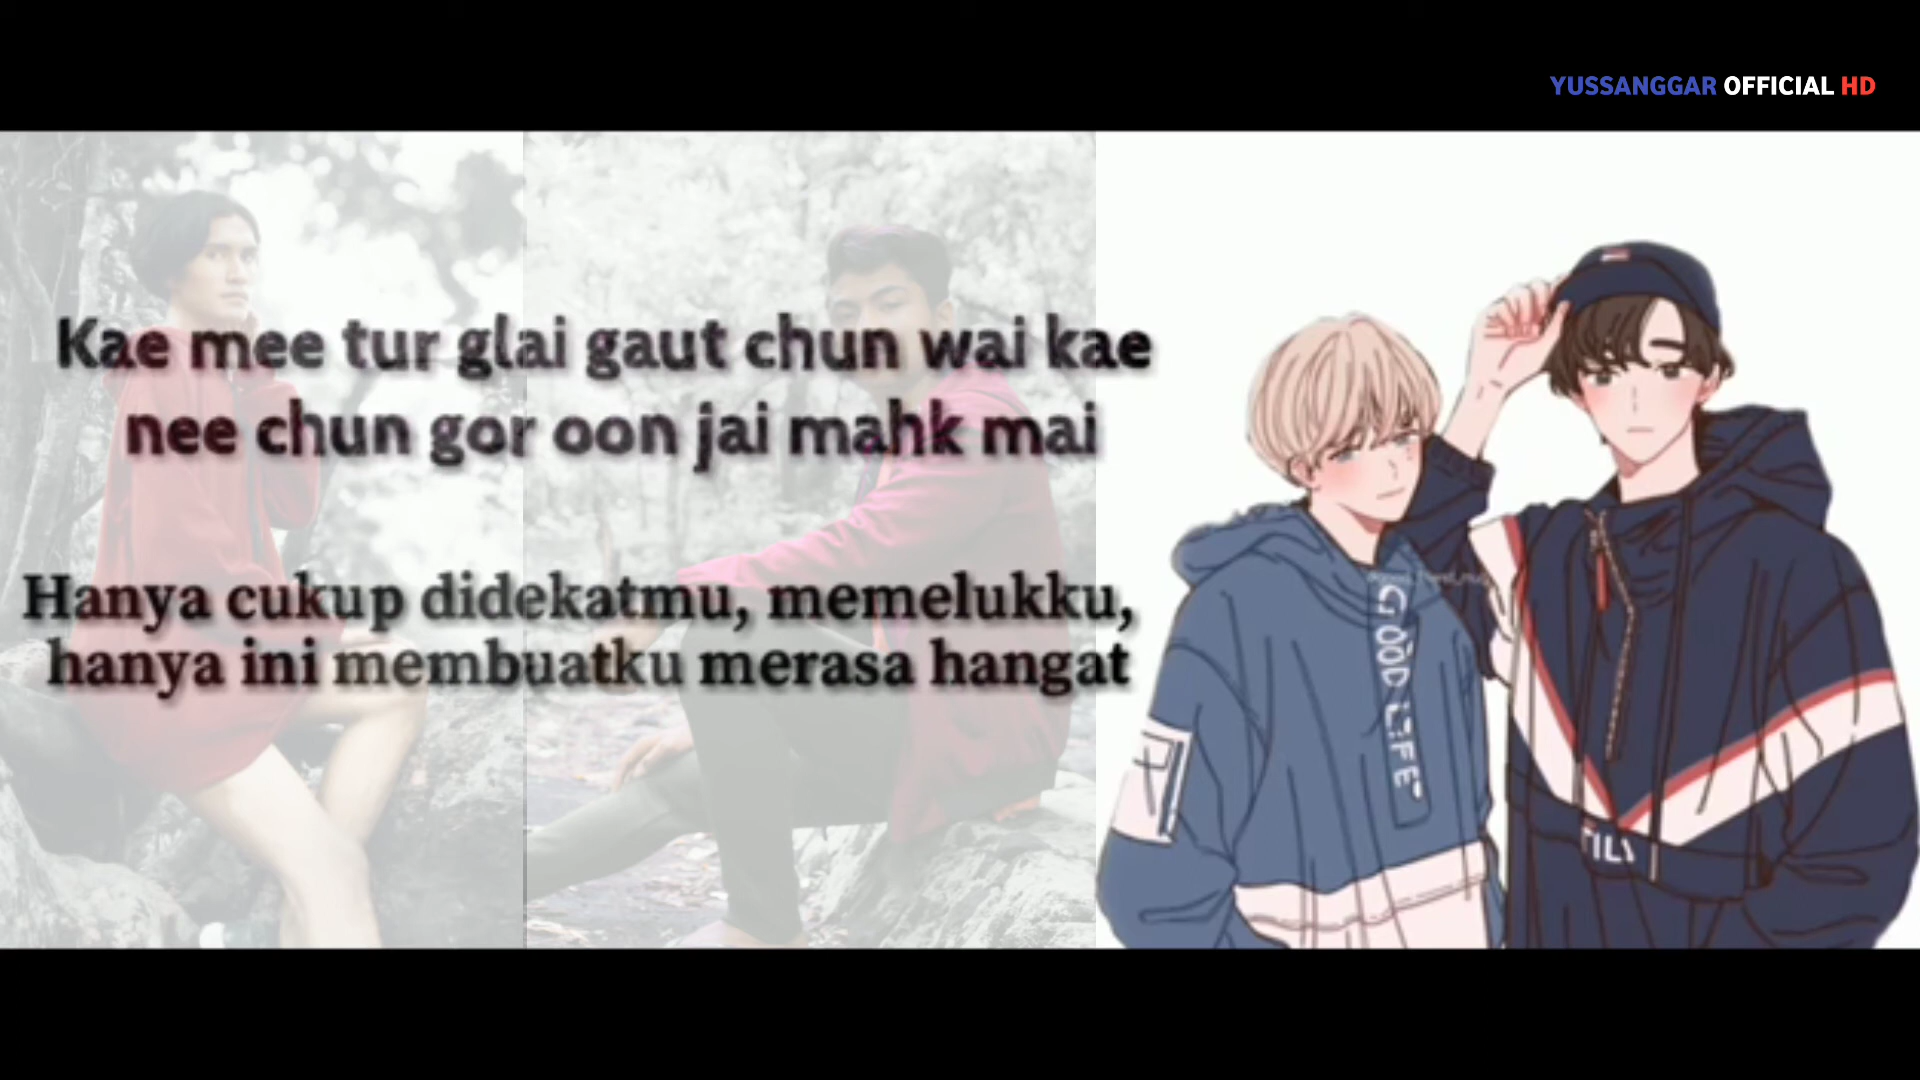 YUSSANGGAR OFFICIAL HD
Kae mee tur glai gaut chun wai kae
nee chun gor oon jai mahk mai
Hanya cukup didekatmu, memelukku,
hanya ini membuatku merasa hangat
GOOD LIFE